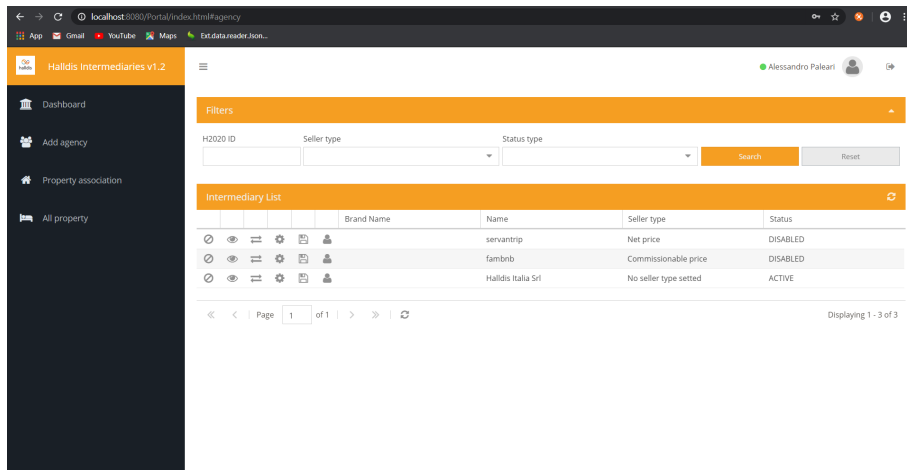 localhost:8080/Portal/index.html#agency
App Gmail YouTube Maps Ext.data.reader.Json...
halldis Halldis Intermediaries v1.2 Alessandro Paleari
Dashboard
Add agency
Property association
All property
Filters
H2020 ID Seller type Status type
Search Reset
Intermediary List
Brand Name Name Seller type Status
servantrip Net price DISABLED
fambnb Commissionable price DISABLED
Halldis Italia Srl No seller type setted ACTIVE
Page 1 of 1 Displaying 1 - 3 of 3